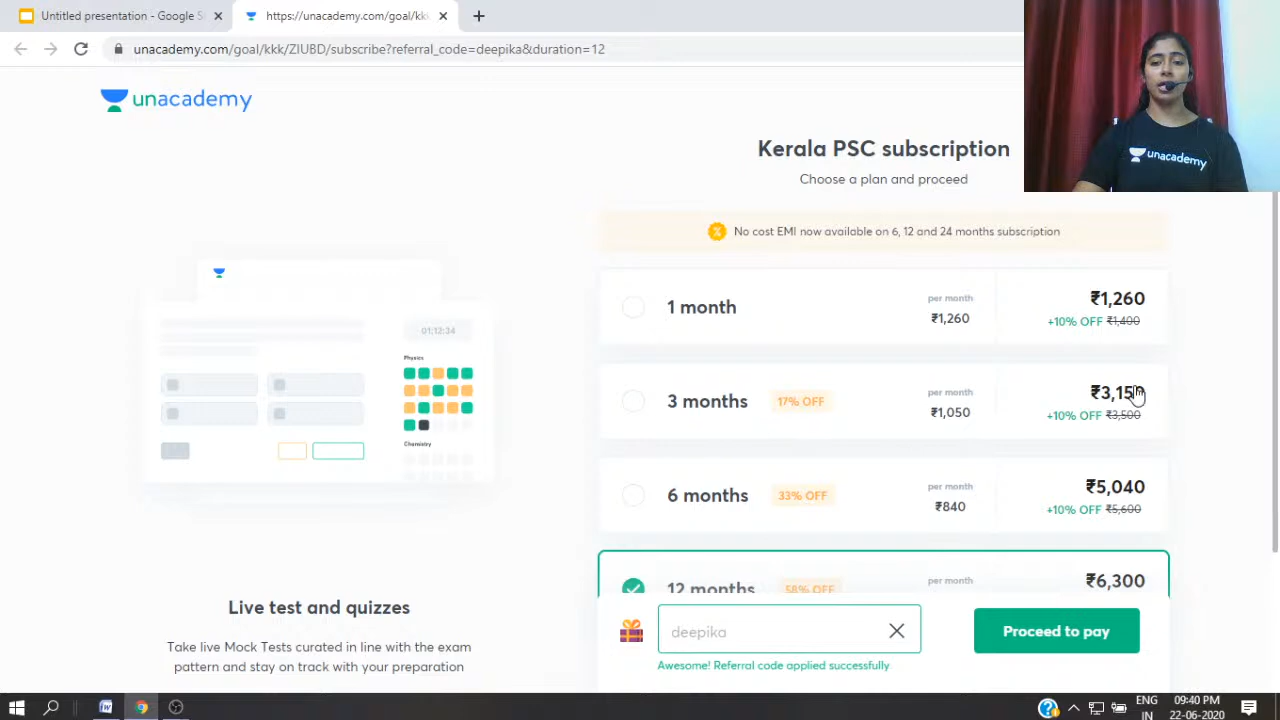 Untitled presentation - Google S
https://unacademy.com/goal/kkk
unacademy.com/goal/kkk/ZIUBD/subscribe?referral_code=deepika&duration=12
unacademy
unacademy
Kerala PSC subscription
Choose a plan and proceed
No cost EMI now available on 6, 12 and 24 months subscription
1 month
per month
₹1,260
₹1,260
+10% OFF ₹1,400
3 months
17% OFF
per month
₹1,050
₹3,150
+10% OFF ₹3,500
6 months
33% OFF
per month
₹840
₹5,040
+10% OFF ₹5,600
12 months
58% OFF
per month
₹6,300
deepika
Proceed to pay
Awesome! Referral code applied successfully
01:12:34
Physics
Chemistry
Live test and quizzes
Take live Mock Tests curated in line with the exam
pattern and stay on track with your preparation
ENG
IN
09:40 PM
22-06-2020